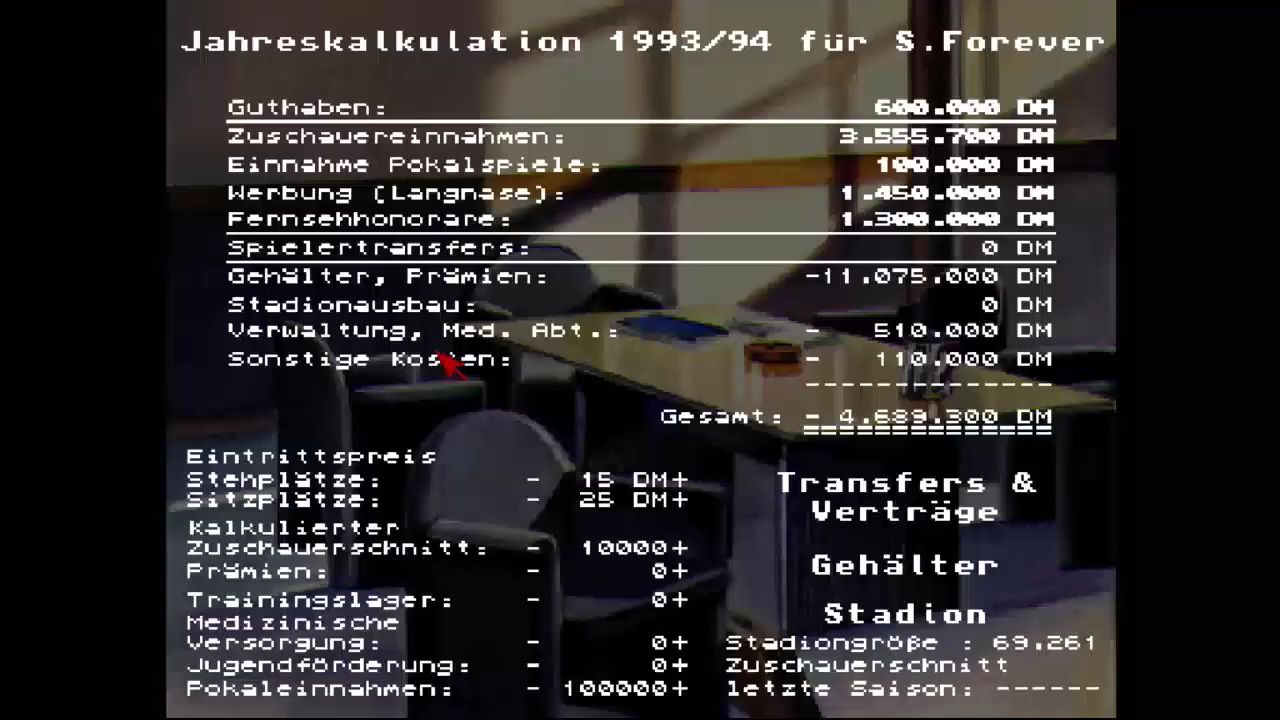 Jahreskalkulation 1993/94 für S.Forever
Guthaben: 600.000 DM
Zuschauereinnahmen: 3.555.700 DM
Einnahme Pokalspiele: 100.000 DM
Werbung (Langnase): 1.450.000 DM
Fernsehhonorare: 1.300.000 DM
Spielertransfers: 0 DM
Gehälter, Prämien: -11.075.000 DM
Stadionausbau: 0 DM
Verwaltung, Med. Abt.: - 510.000 DM
Sonstige Kosten: - 110.000 DM
--------------
Gesamt: - 4.689.300 DM
==============
Eintrittspreis
Stehplätze: - 15 DM+
Sitzplätze: - 25 DM+
Kalkulierter
Zuschauerschnitt: - 10000+
Prämien: - 0+
Trainingslager: - 0+
Medizinische
Versorgung: - 0+
Jugendförderung: - 0+
Pokaleinnahmen: - 100000+
Transfers &
Verträge
Gehälter
Stadion
Stadiongröße : 69.261
Zuschauerschnitt
letzte Saison: ------